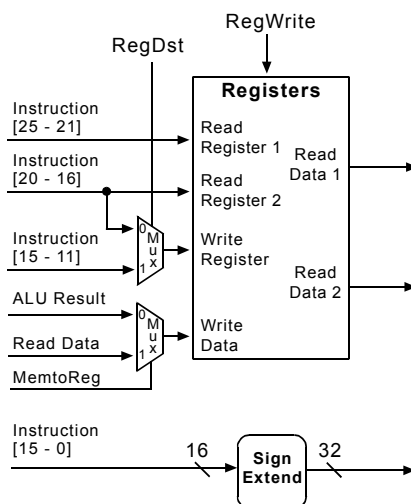 RegWrite
RegDst
Registers
Instruction
[25 - 21]
Read
Register 1
Read
Data 1
Instruction
[20 - 16]
Read
Register 2
0
M
u
x
1
Write
Register
Instruction
[15 - 11]
Read
Data 2
ALU Result
0
M
u
x
1
Write
Data
Read Data
MemtoReg
Instruction
[15 - 0]
16
Sign
Extend
32